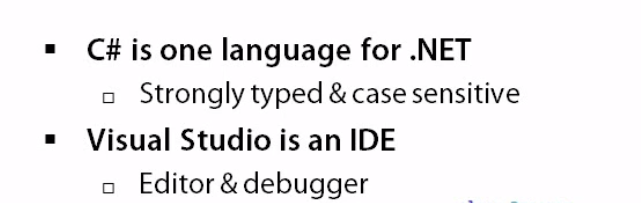 ▪ C# is one language for .NET
▫ Strongly typed & case sensitive
▪ Visual Studio is an IDE
▫ Editor & debugger